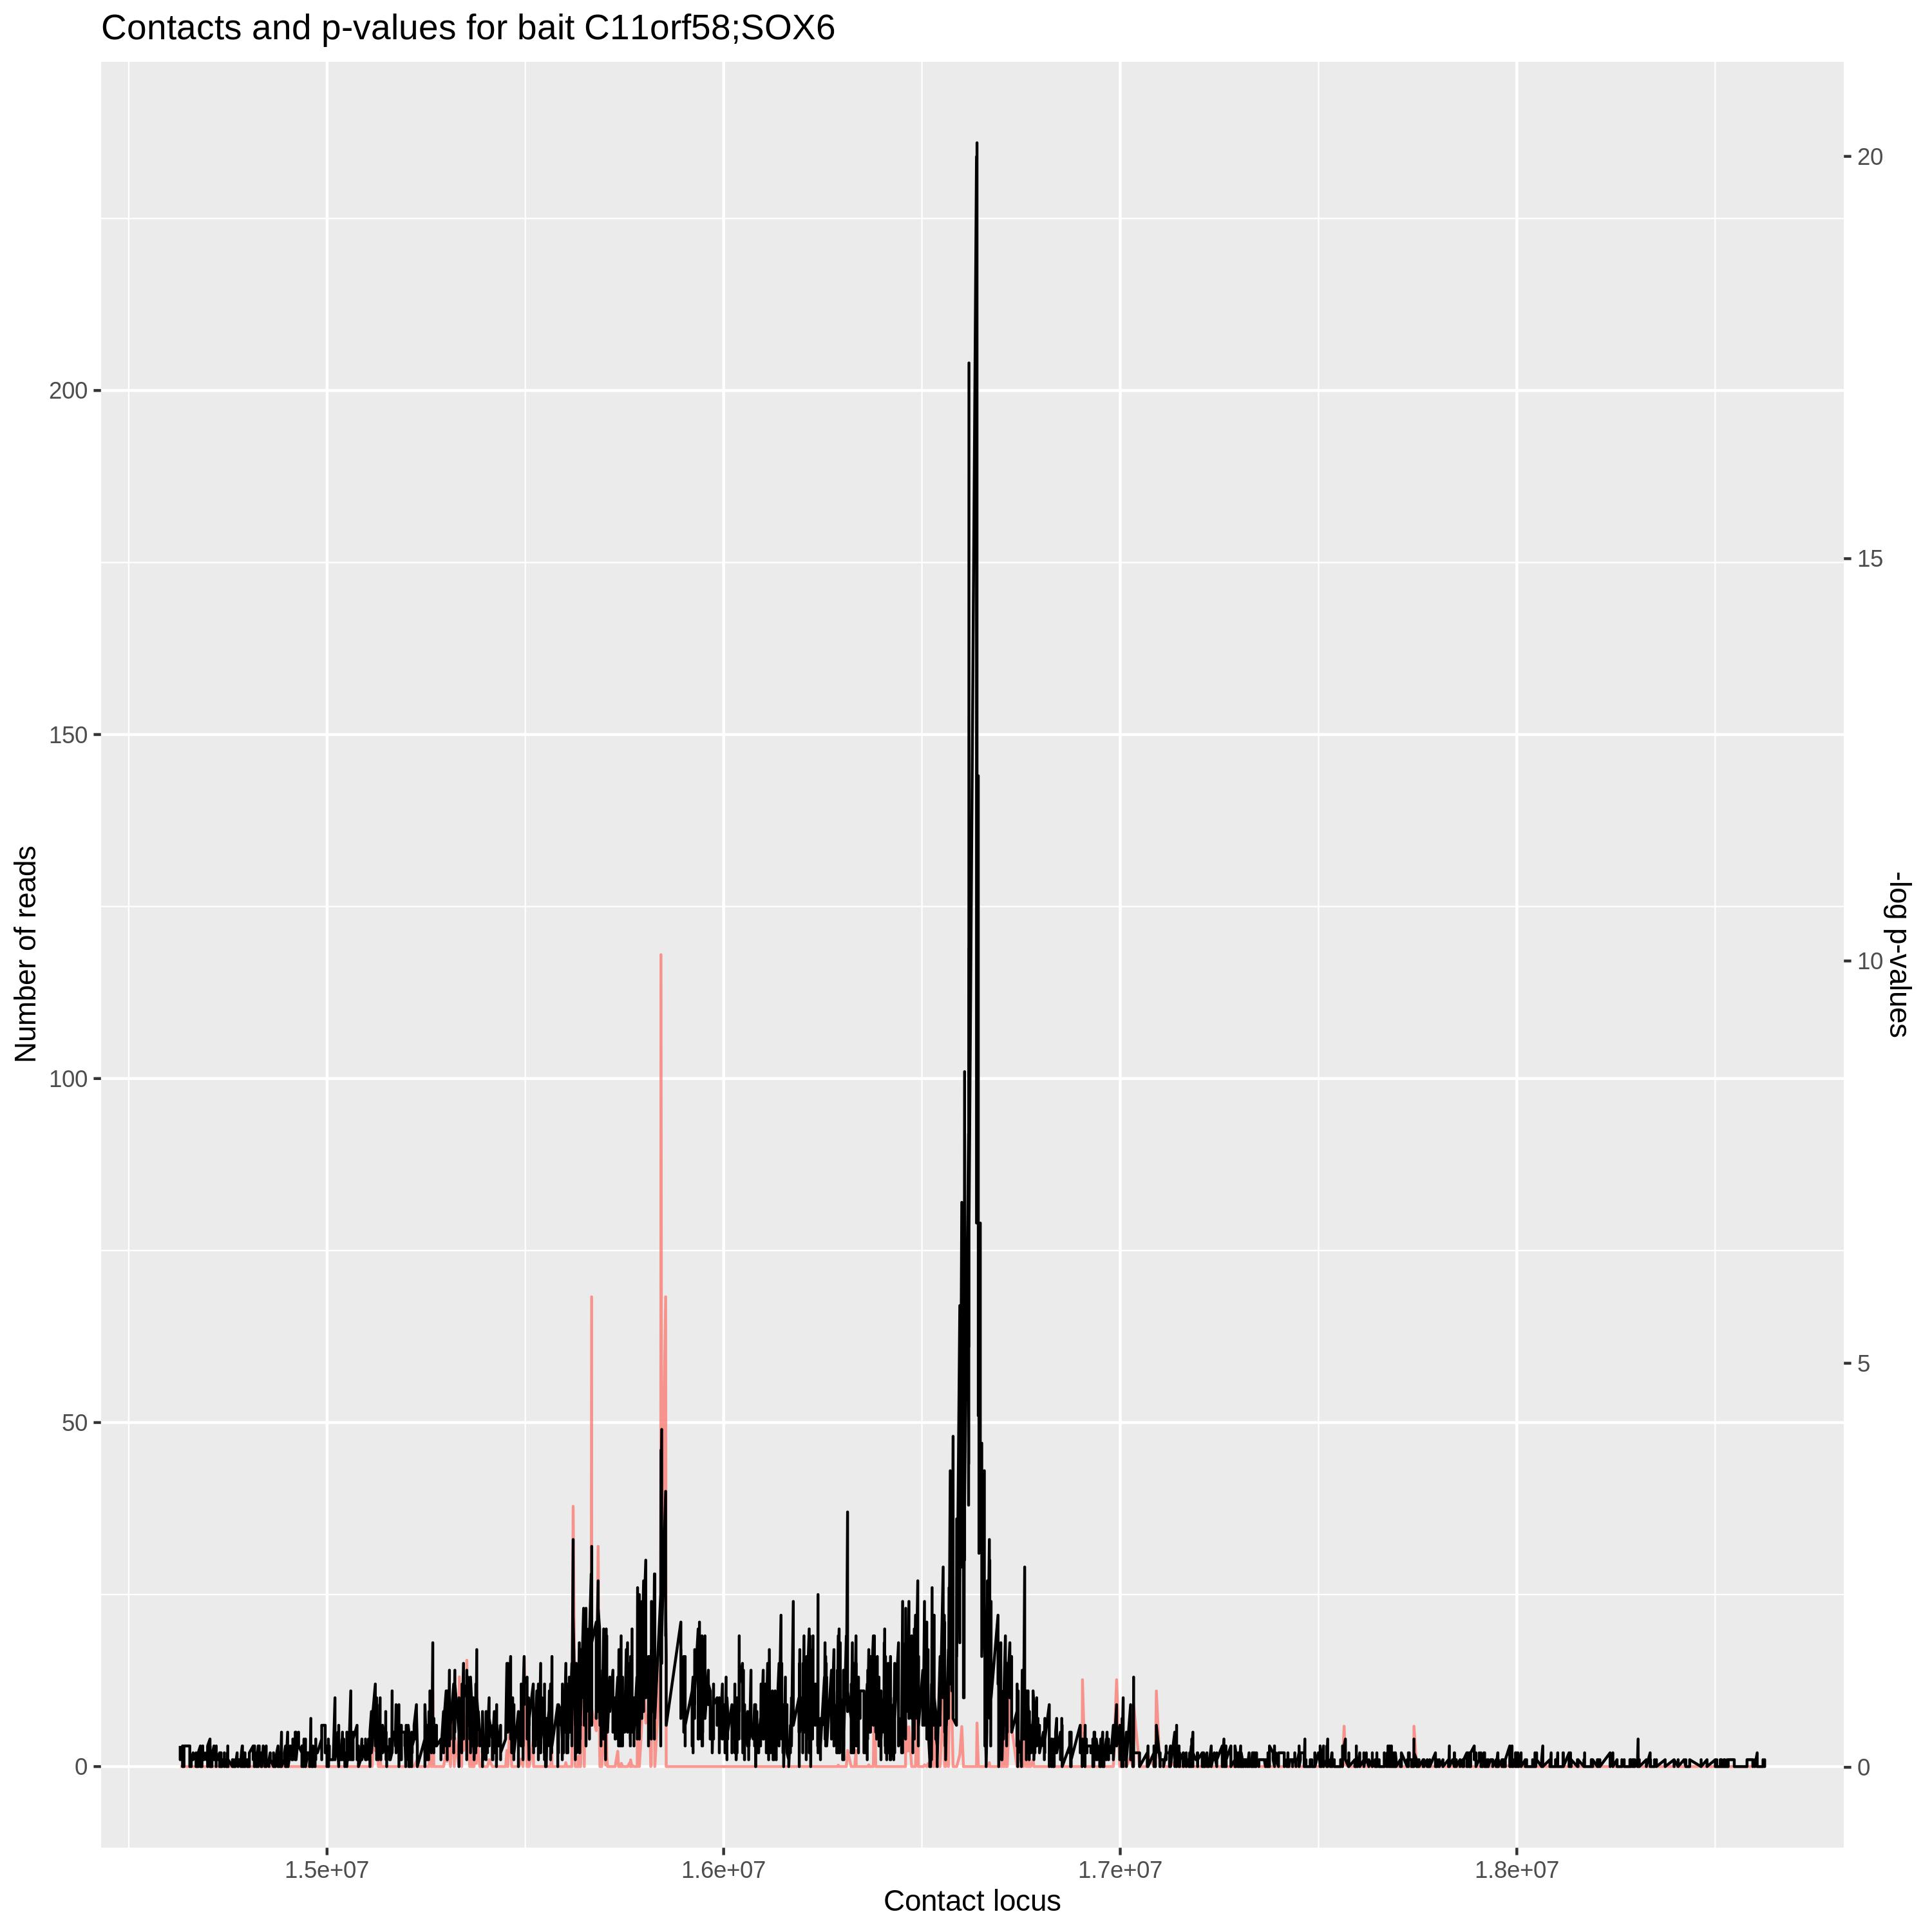 Contacts and p-values for bait C11orf58;SOX6
Number of reads
200
150
100
50
0
20
15
10
5
0
-log p-values
1.5e+07 1.6e+07 1.7e+07 1.8e+07
Contact locus